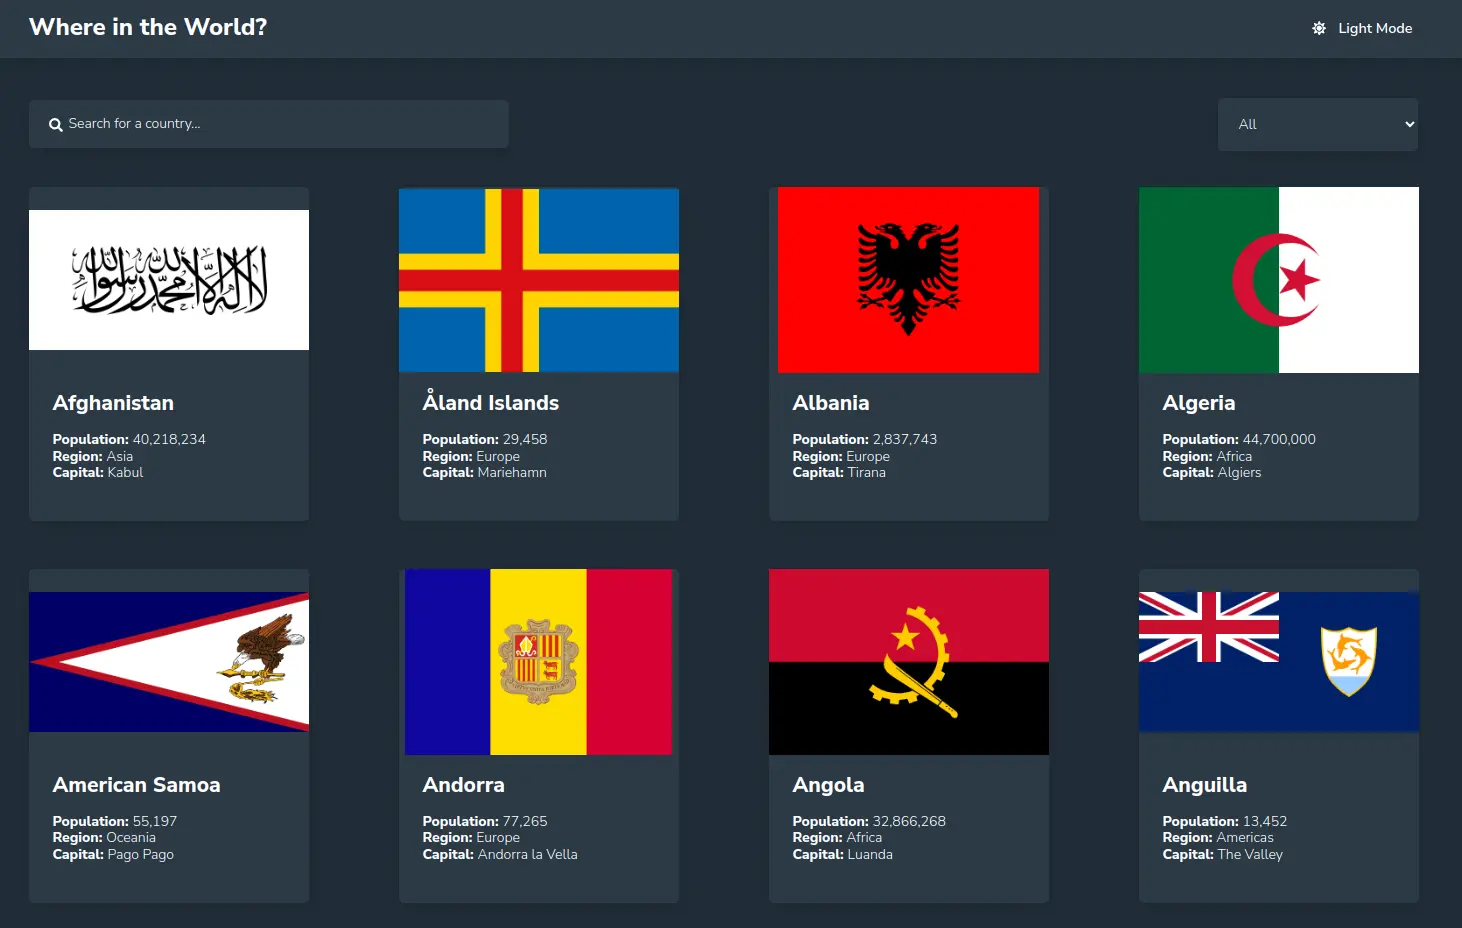 Where in the World?
Light Mode
Search for a country...
All
لا إله إلا الله محمد رسول الله
Afghanistan
Population: 40,218,234
Region: Asia
Capital: Kabul
Åland Islands
Population: 29,458
Region: Europe
Capital: Mariehamn
Albania
Population: 2,837,743
Region: Europe
Capital: Tirana
Algeria
Population: 44,700,000
Region: Africa
Capital: Algiers
American Samoa
Population: 55,197
Region: Oceania
Capital: Pago Pago
Andorra
Population: 77,265
Region: Europe
Capital: Andorra la Vella
Angola
Population: 32,866,268
Region: Africa
Capital: Luanda
Anguilla
Population: 13,452
Region: Americas
Capital: The Valley